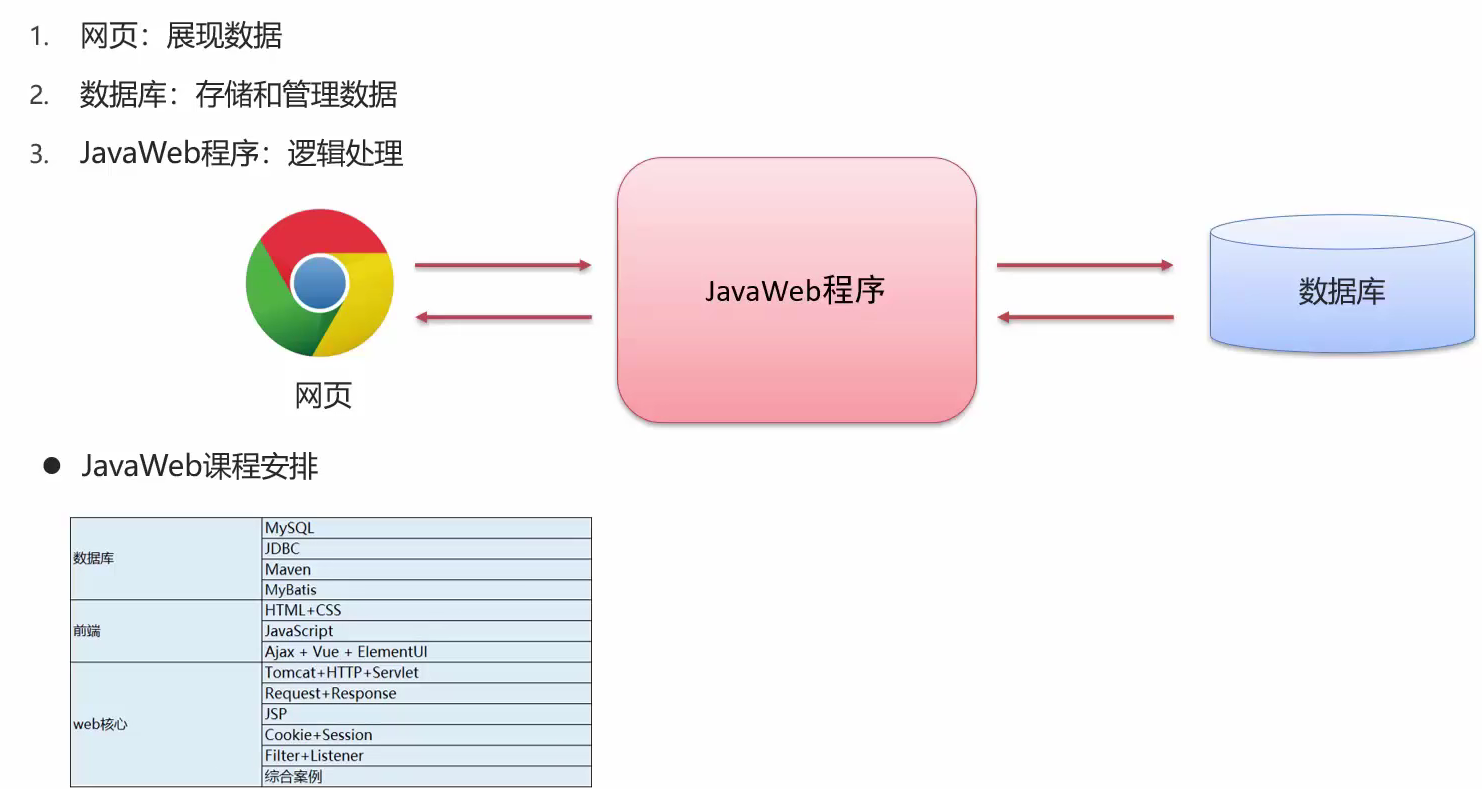 1. 网页：展现数据
2. 数据库：存储和管理数据
3. JavaWeb程序：逻辑处理
JavaWeb程序
数据库
网页
● JavaWeb课程安排
数据库
MySQL
JDBC
Maven
MyBatis
前端
HTML+CSS
JavaScript
Ajax + Vue + ElementUI
web核心
Tomcat+HTTP+Servlet
Request+Response
JSP
Cookie+Session
Filter+Listener
综合案例